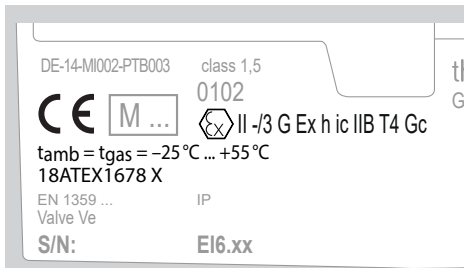 DE-14-MI002-PTB003 class 1,5
0102
CE M ... Ex II -/3 G Ex h ic IIB T4 Gc
tamb = tgas = –25 °C ... +55 °C
18ATEX1678 X
EN 1359 ... IP
Valve Ve
S/N: EI6.xx